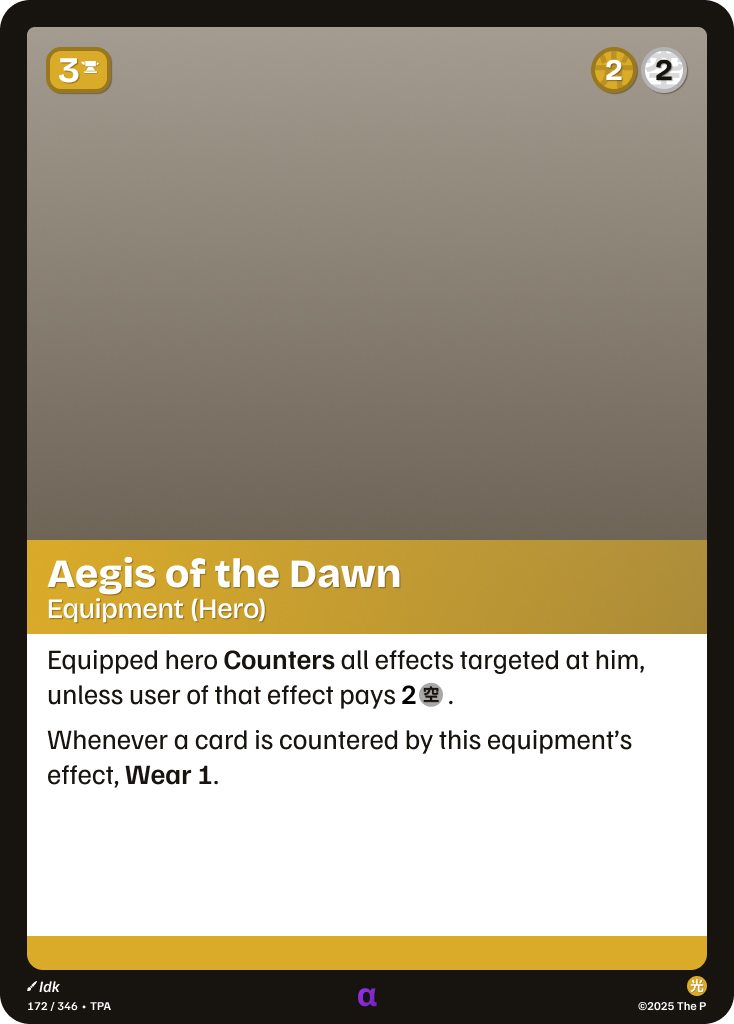 3
2 2
Aegis of the Dawn
Equipment (Hero)
Equipped hero Counters all effects targeted at him,
unless user of that effect pays 2空.
Whenever a card is countered by this equipment’s
effect, Wear 1.
Idk
172 / 346 • TPA
α
光
©2025 The P